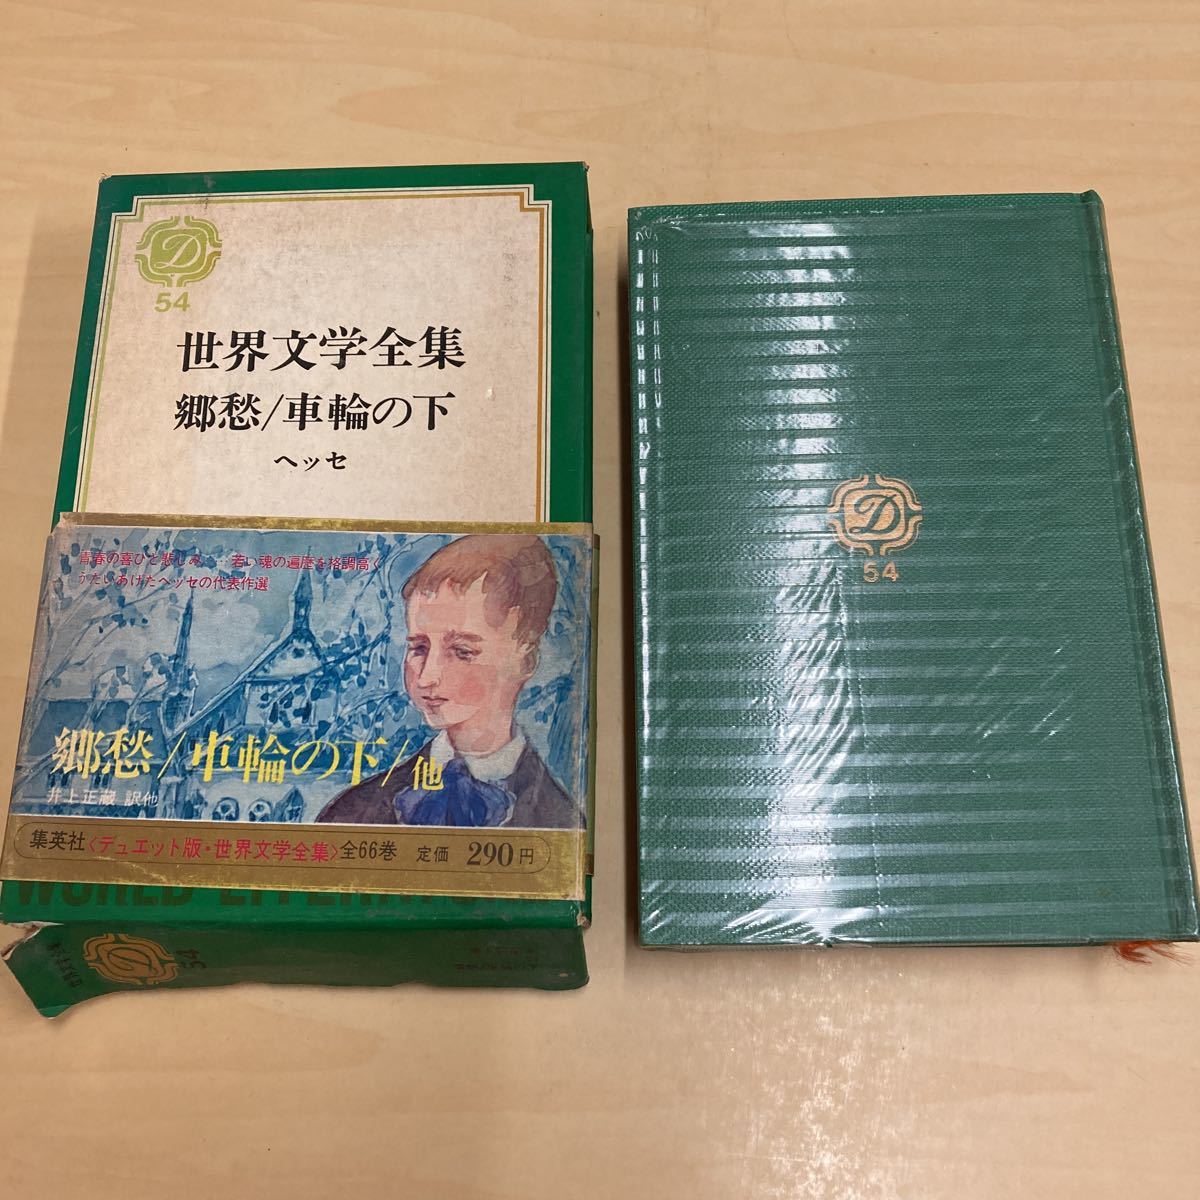 D
54
世界文学全集
郷愁/車輪の下
ヘッセ
青春の喜びと悲しみ……若い魂の遍歴を格調高く
うたいあげたヘッセの代表作選
郷愁/車輪の下/他
井上正蔵 訳他
集英社〈デュエット版・世界文学全集〉全66巻 定価 290円
WORLD LITERATURE
D
54
D
54